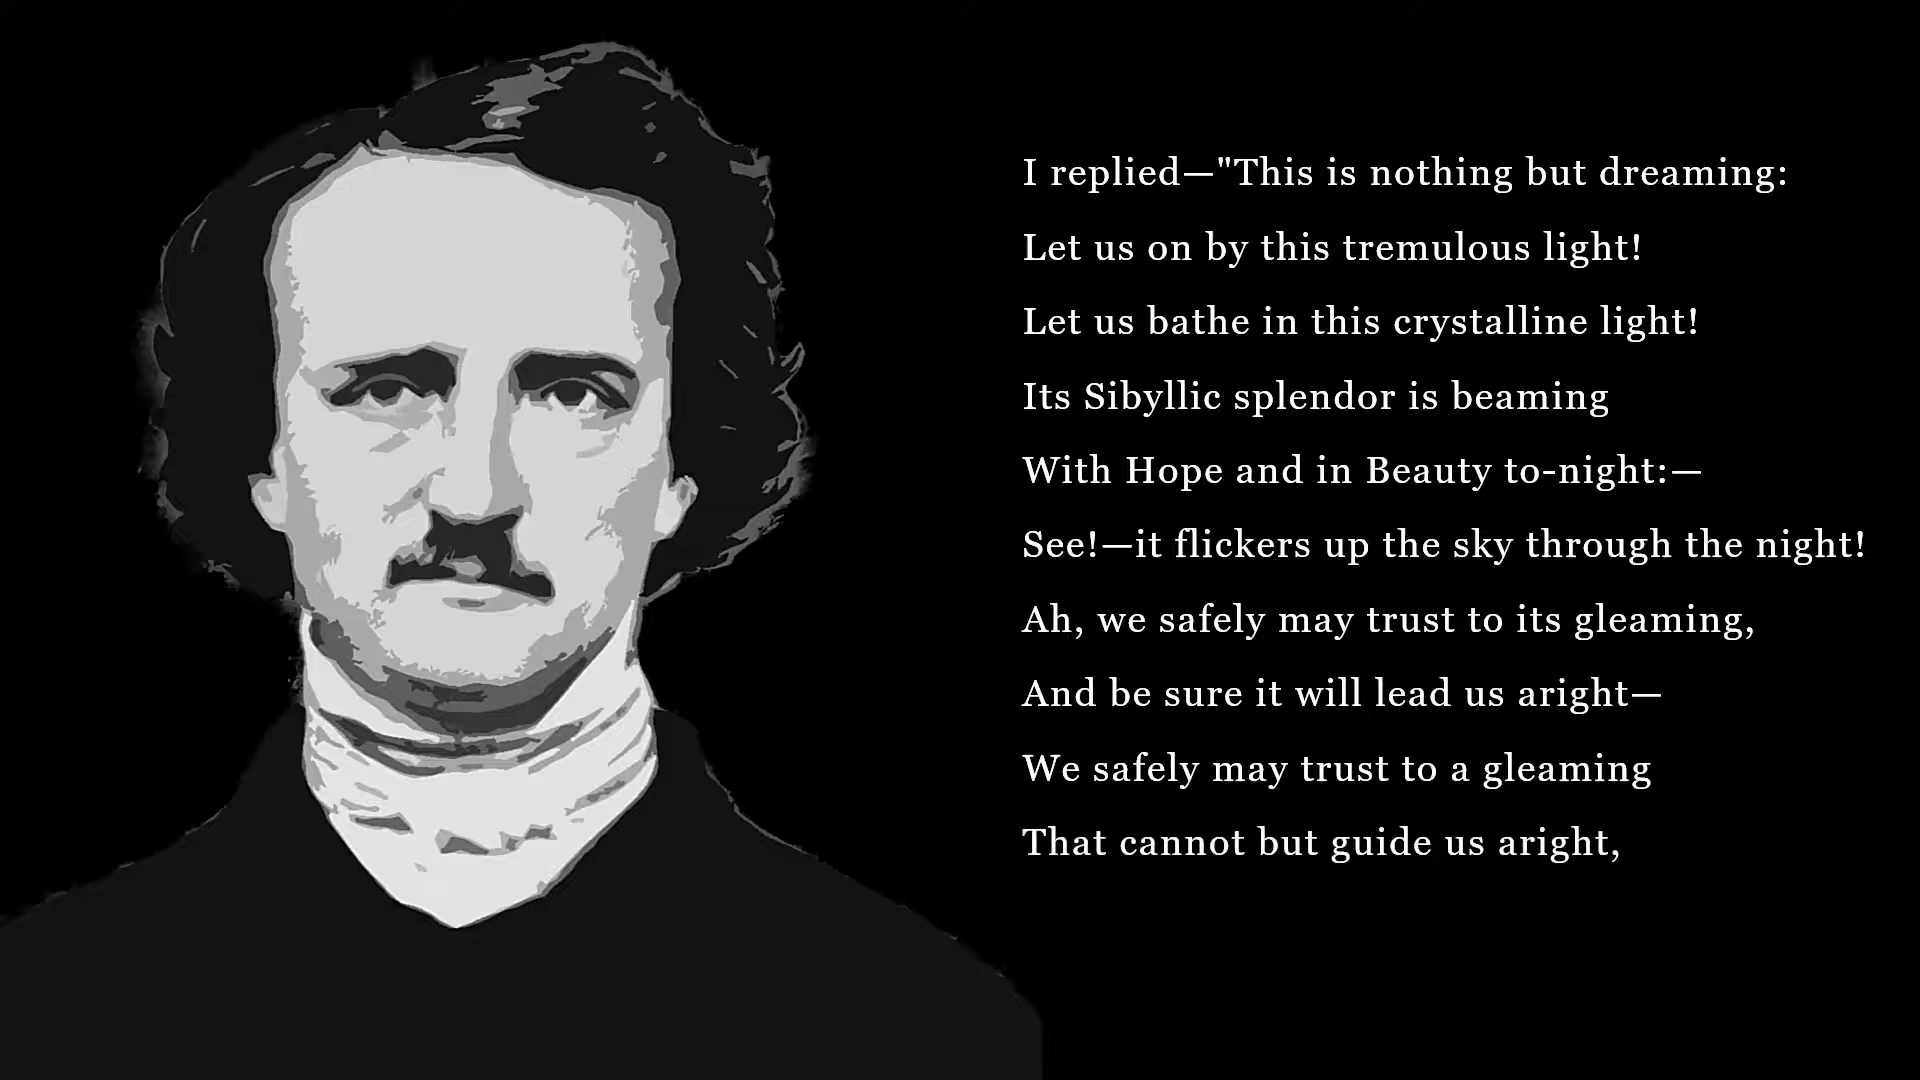 I replied—"This is nothing but dreaming:
Let us on by this tremulous light!
Let us bathe in this crystalline light!
Its Sibyllic splendor is beaming
With Hope and in Beauty to-night:—
See!—it flickers up the sky through the night!
Ah, we safely may trust to its gleaming,
And be sure it will lead us aright—
We safely may trust to a gleaming
That cannot but guide us aright,